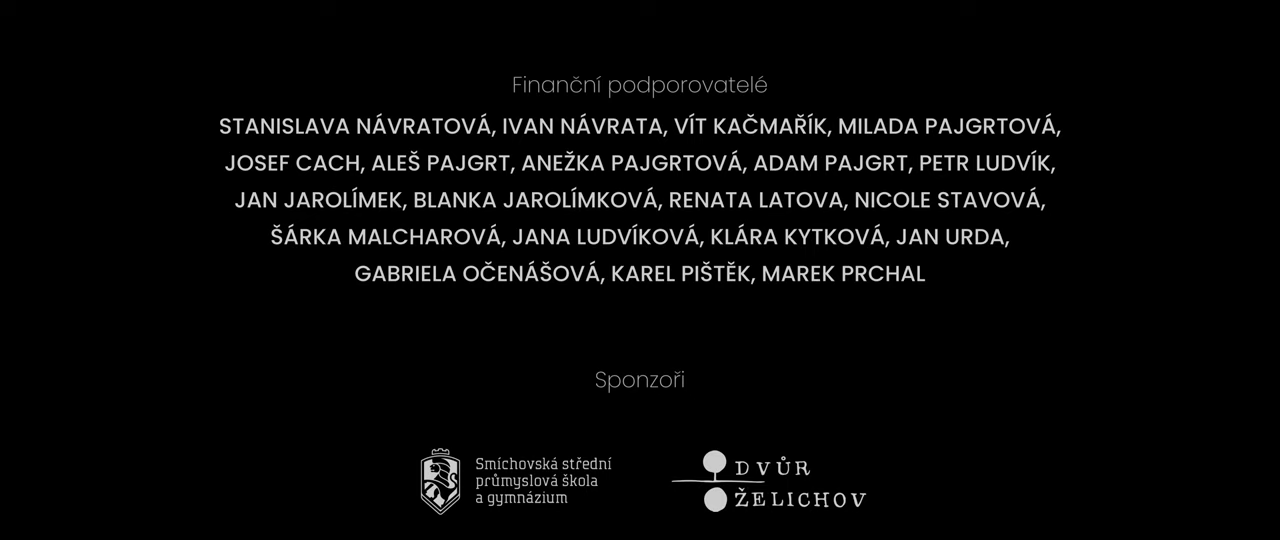 Finanční podporovatelé
STANISLAVA NÁVRATOVÁ, IVAN NÁVRATA, VÍT KAČMAŘÍK, MILADA PAJGRTOVÁ,
JOSEF CACH, ALEŠ PAJGRT, ANEŽKA PAJGRTOVÁ, ADAM PAJGRT, PETR LUDVÍK,
JAN JAROLÍMEK, BLANKA JAROLÍMKOVÁ, RENATA LATOVA, NICOLE STAVOVÁ,
ŠÁRKA MALCHAROVÁ, JANA LUDVÍKOVÁ, KLÁRA KYTKOVÁ, JAN URDA,
GABRIELA OČENÁŠOVÁ, KAREL PIŠTĚK, MAREK PRCHAL
Sponzoři
Smíchovská střední
průmyslová škola
a gymnázium
DVŮR
ŽELICHOV